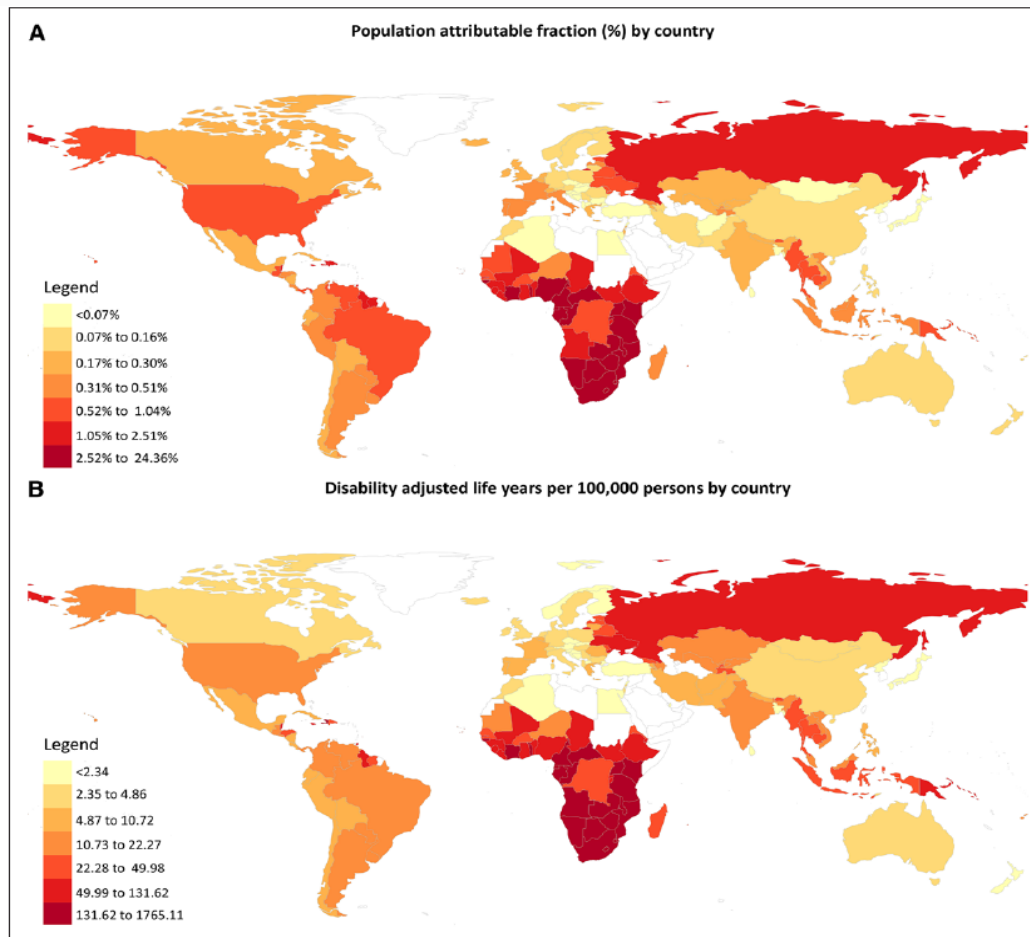 A
Population attributable fraction (%) by country
Legend
<0.07%
0.07% to 0.16%
0.17% to 0.30%
0.31% to 0.51%
0.52% to 1.04%
1.05% to 2.51%
2.52% to 24.36%
B
Disability adjusted life years per 100,000 persons by country
Legend
<2.34
2.35 to 4.86
4.87 to 10.72
10.73 to 22.27
22.28 to 49.98
49.99 to 131.62
131.62 to 1765.11